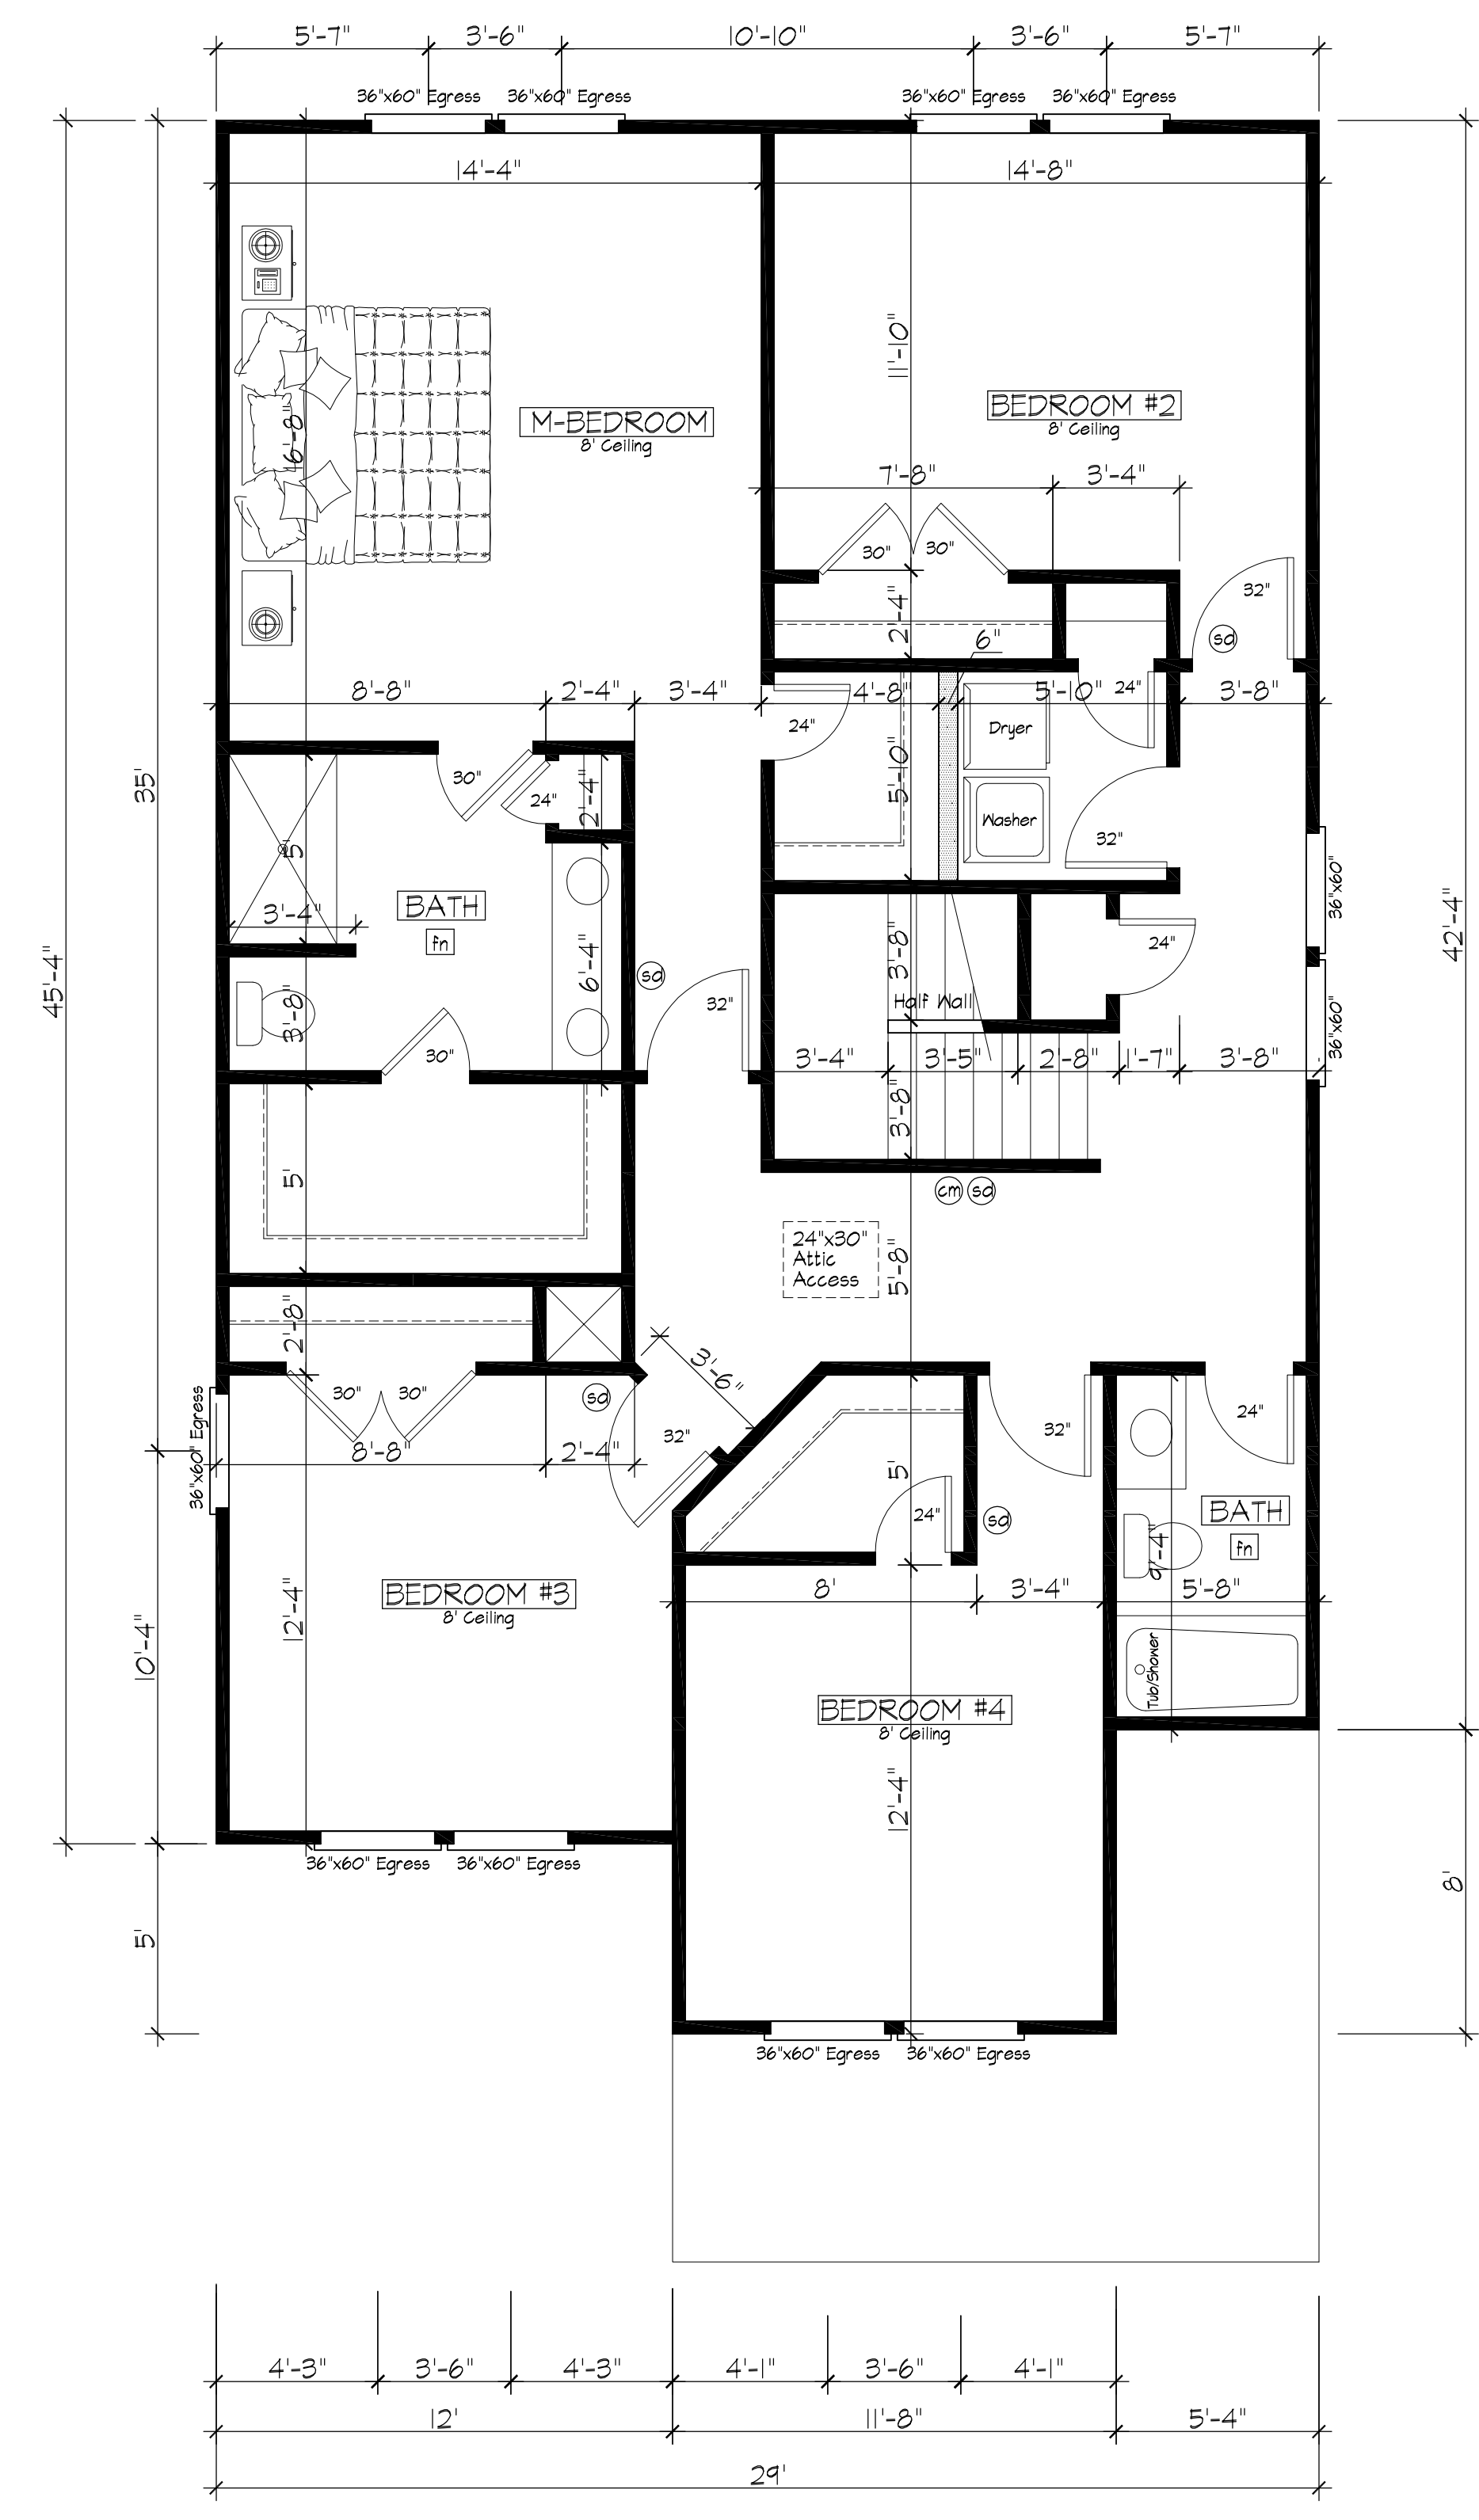 5'-7" 3'-6" 10'-10" 3'-6" 5'-7"
36"x60" Egress 36"x60" Egress 36"x60" Egress 36"x60" Egress
14'-4" 14'-8"
11'-10"
M-BEDROOM
8' Ceiling
16'-8"
BEDROOM #2
8' Ceiling
7'-8" 3'-4"
30" 30"
32"
2'-4"
6"
sd
8'-8" 2'-4" 3'-4" 4'-8" 5'-10" 24" 3'-8"
24"
Dryer
5'-10"
35'
30"
24"
2'-4"
Washer
32"
5'
BATH
fn
3'-4"
36"x60"
42'-4"
6'-4"
3'-8"
24"
45'-4"
sd
32"
Half Wall
3'-8"
30"
36"x60"
3'-4" 3'-5" 2'-8" 1'-7" 3'-8"
3'-8"
5'
cm sd
24"x30"
Attic
Access
5'-8"
2'-8"
3'-6"
30" 30"
sd
36"x60" Egress
8'-8" 2'-4"
32"
5'
32"
24"
24"
sd
BATH
fn
9'-4"
BEDROOM #3
8' Ceiling
12'-4"
8' 3'-4" 5'-8"
10'-4"
Tub/Shower
BEDROOM #4
8' Ceiling
12'-4"
36"x60" Egress 36"x60" Egress
8'
5'
36"x60" Egress 36"x60" Egress
4'-3" 3'-6" 4'-3" 4'-1" 3'-6" 4'-1"
12' 11'-8" 5'-4"
29'